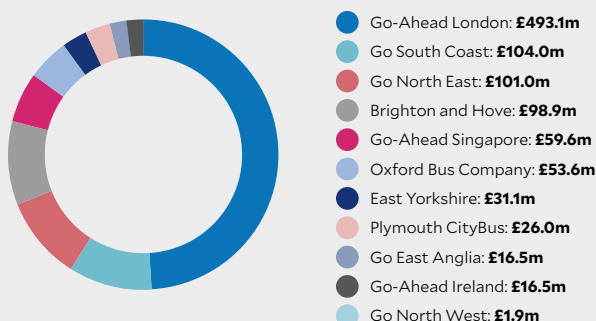 Go-Ahead London: £493.1m
Go South Coast: £104.0m
Go North East: £101.0m
Brighton and Hove: £98.9m
Go-Ahead Singapore: £59.6m
Oxford Bus Company: £53.6m
East Yorkshire: £31.1m
Plymouth CityBus: £26.0m
Go East Anglia: £16.5m
Go-Ahead Ireland: £16.5m
Go North West: £1.9m